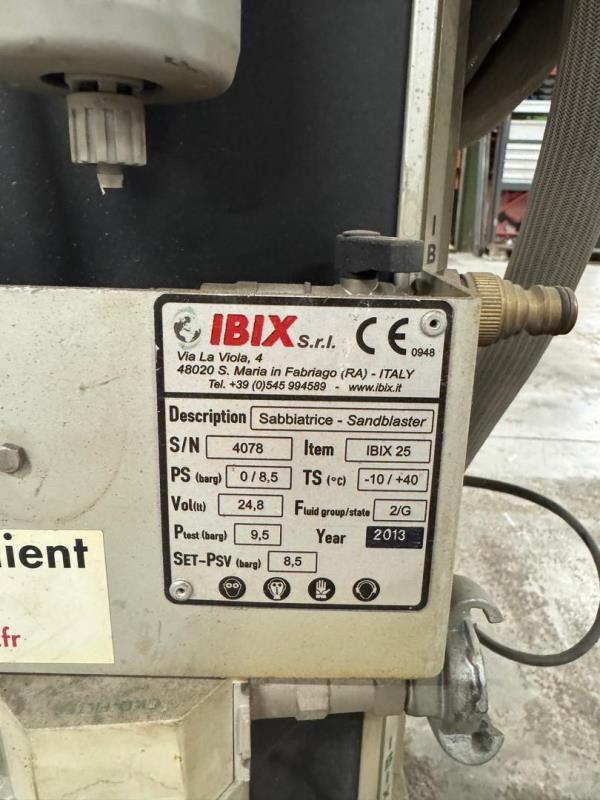 I
B
IBIX S.r.l. CE 0948
Via La Viola, 4
48020 S. Maria in Fabriago (RA) - ITALY
Tel. +39 (0)545 994589 - www.ibix.it
Description Sabbiatrice - Sandblaster
S/N 4078 Item IBIX 25
PS (barg) 0 / 8,5 TS (°c) -10 / +40
Vol(lt) 24,8 Fluid group/state 2/G
Ptest (barg) 9,5 Year 2013
SET-PSV (barg) 8,5
lient
fr